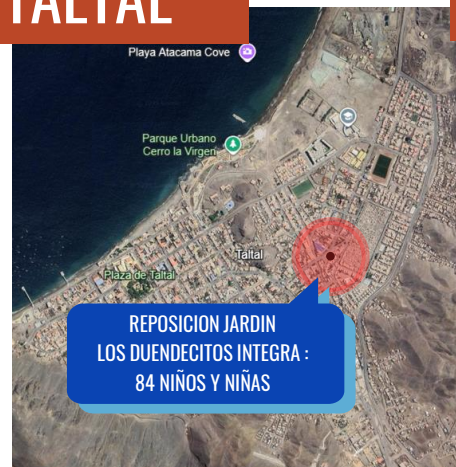 TALTAL
Playa Atacama Cove
Parque Urbano
Cerro la Virgen
Taltal
Plaza de Taltal
REPOSICION JARDIN
LOS DUENDECITOS INTEGRA :
84 NIÑOS Y NIÑAS